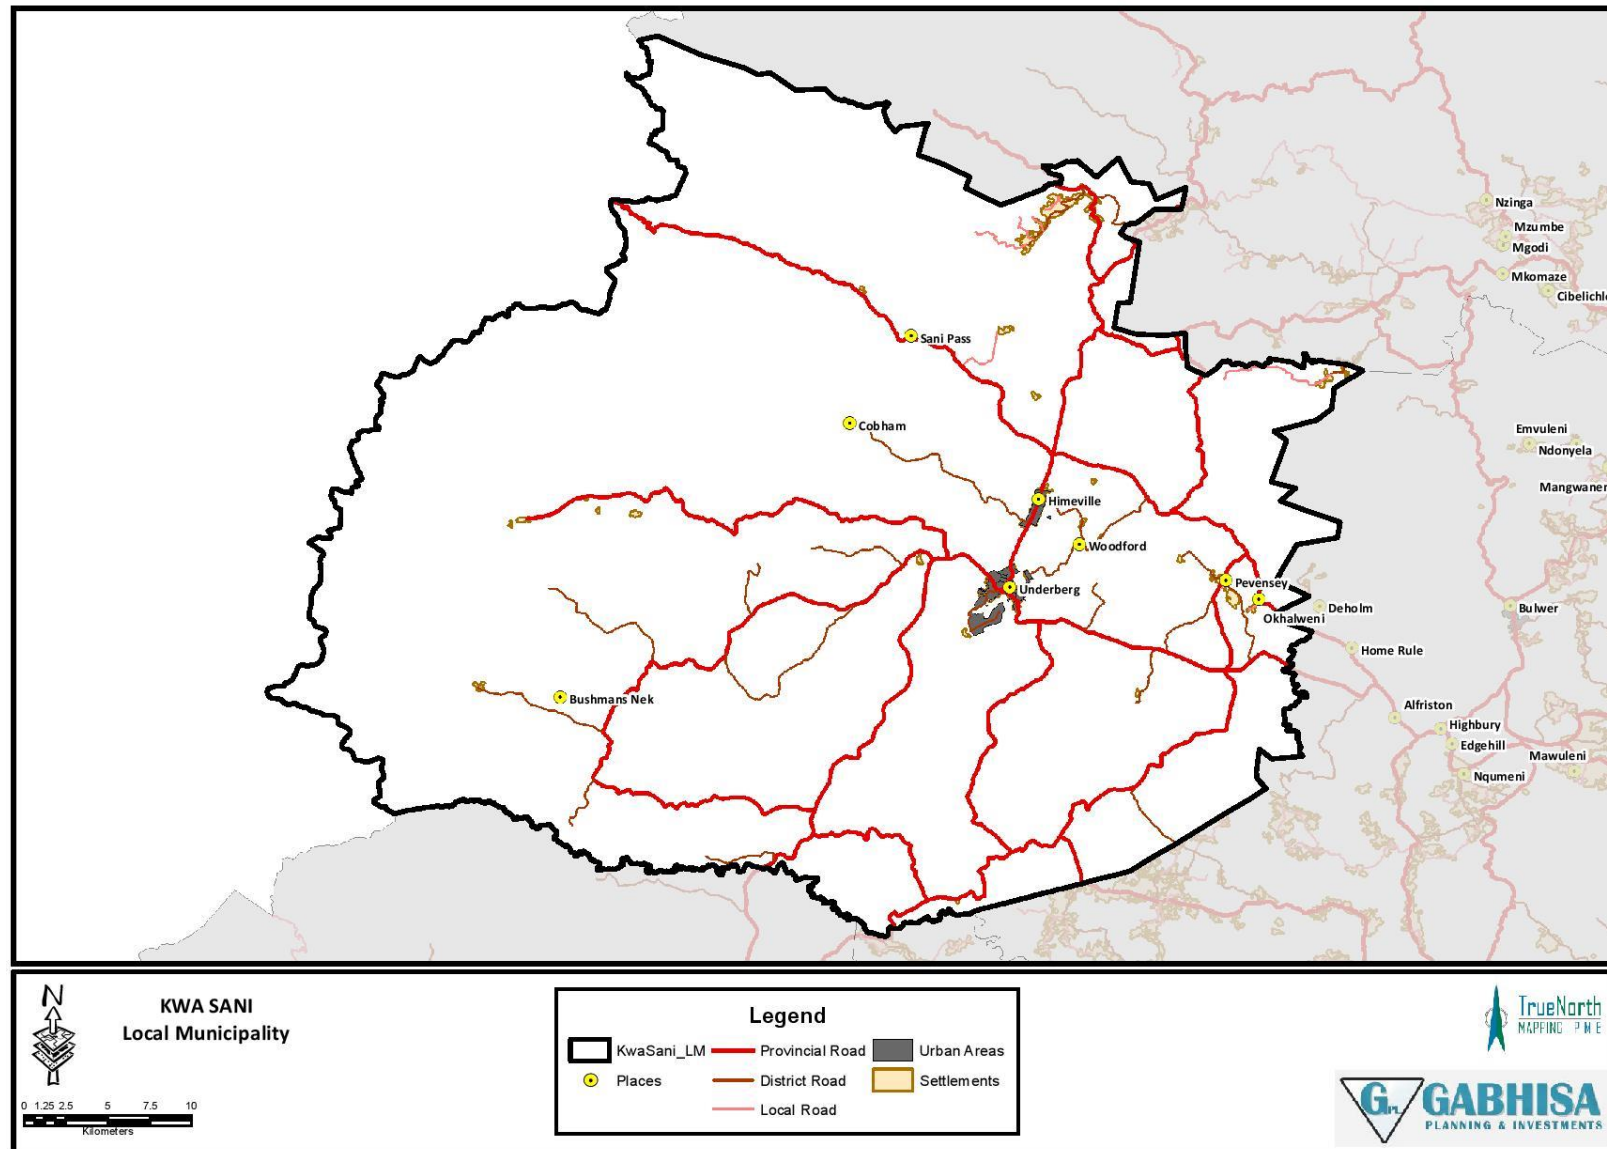 Nzinga
Mzumbe
Mgodi
Mkomaze
Sani Pass
Cobham
Emvuleni
Ndonyela
Himeville
Woodford
Underberg
Pevensey
Okhalweni
Deholm
Bulwer
Home Rule
Bushmans Nek
Alfriston
Highbury
Edgehill
Mawuleni
Nqumeni
N
KWA SANI
Local Municipality
0 1.25 2.5 5 7.5 10
Kilometers
Legend
KwaSani_LM
Provincial Road
Urban Areas
Places
District Road
Settlements
Local Road
TrueNorth
MAPPING
GABHISA
PLANNING & INVESTMENTS